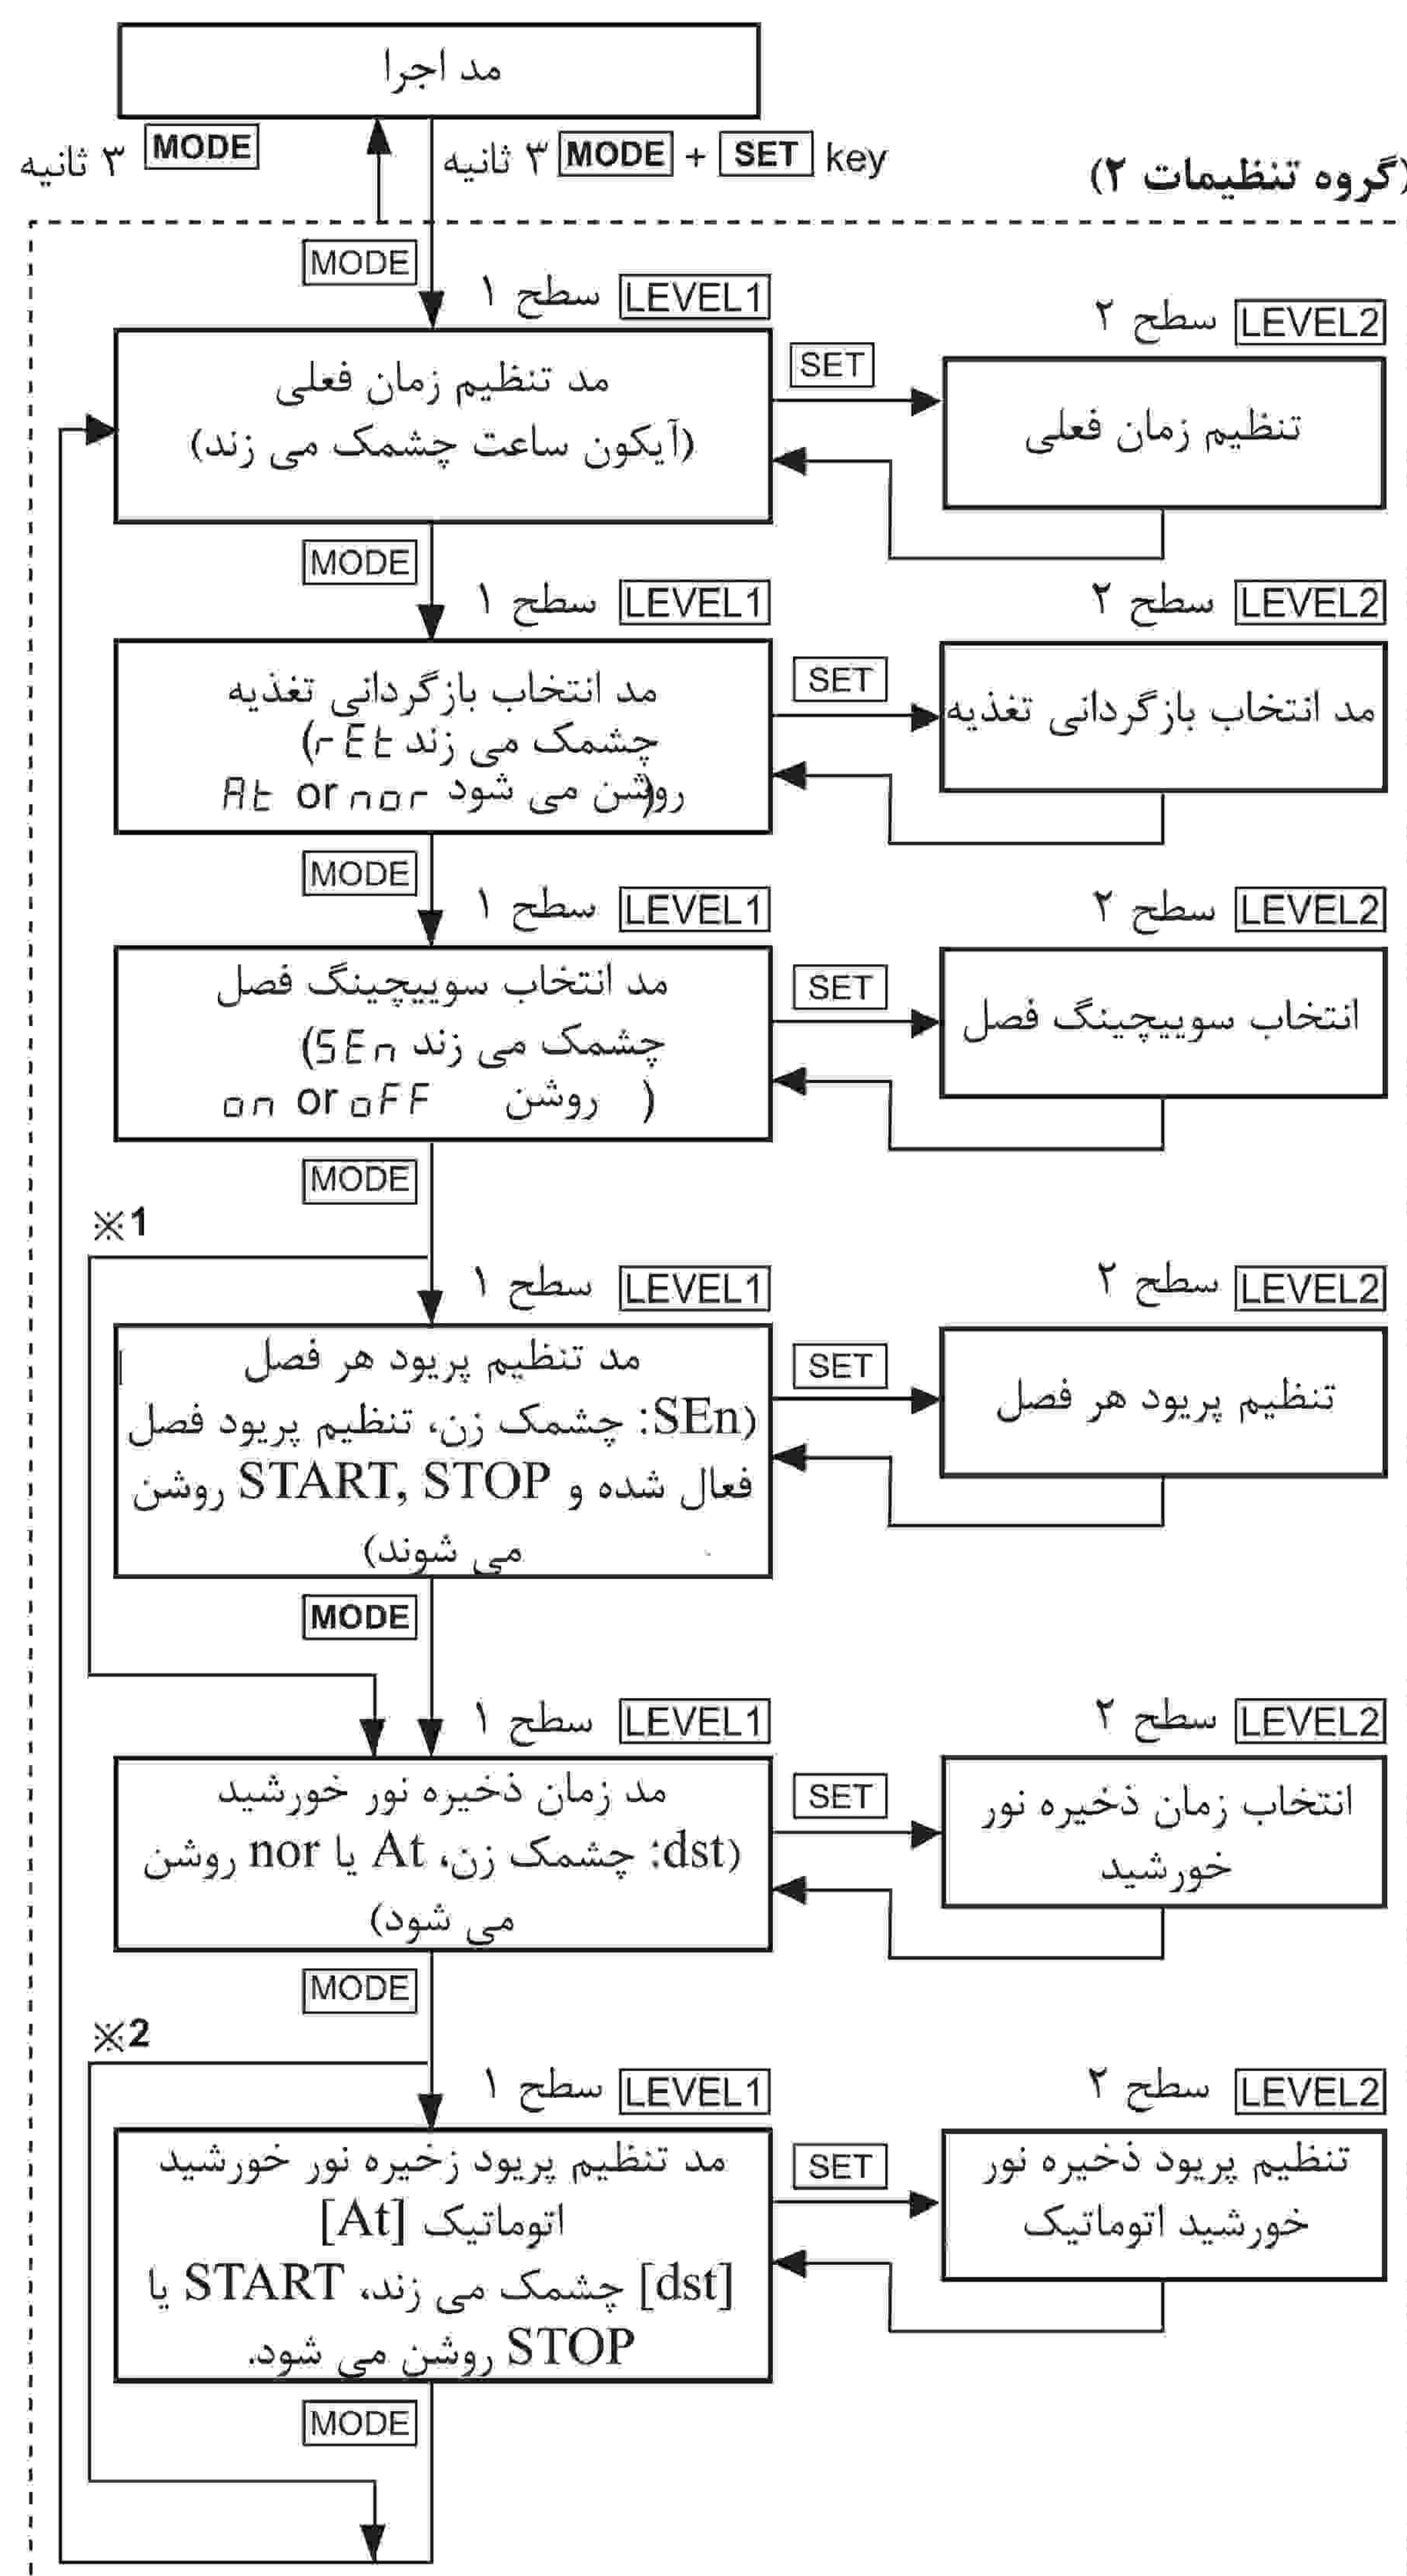 مد اجرا
۳ ثانیه MODE
۳ ثانیه MODE + SET key
(گروه تنظیمات ۲)
MODE
سطح ۱ LEVEL1
سطح ۲ LEVEL2
مد تنظیم زمان فعلی
(آیکون ساعت چشمک می زند)
SET
تنظیم زمان فعلی
MODE
سطح ۱ LEVEL1
سطح ۲ LEVEL2
مد انتخاب بازگردانی تغذیه
(rEt چشمک می زند
At or nor روشن می شود)
SET
مد انتخاب بازگردانی تغذیه
MODE
سطح ۱ LEVEL1
سطح ۲ LEVEL2
مد انتخاب سوییچینگ فصل
(SEn چشمک می زند
on or oFF روشن )
SET
انتخاب سوییچینگ فصل
MODE
※1
سطح ۱ LEVEL1
سطح ۲ LEVEL2
مد تنظیم پریود هر فصل
(SEn: چشمک زن، تنظیم پریود فصل
فعال شده و START, STOP روشن
می شوند)
SET
تنظیم پریود هر فصل
MODE
سطح ۱ LEVEL1
سطح ۲ LEVEL2
مد زمان ذخیره نور خورشید
(dst: چشمک زن، At یا nor روشن
می شود)
SET
انتخاب زمان ذخیره نور
خورشید
MODE
※2
سطح ۱ LEVEL1
سطح ۲ LEVEL2
مد تنظیم پریود زخیره نور خورشید
اتوماتیک [At]
[dst] چشمک می زند، START یا
STOP روشن می شود.
SET
تنظیم پریود ذخیره نور
خورشید اتوماتیک
MODE